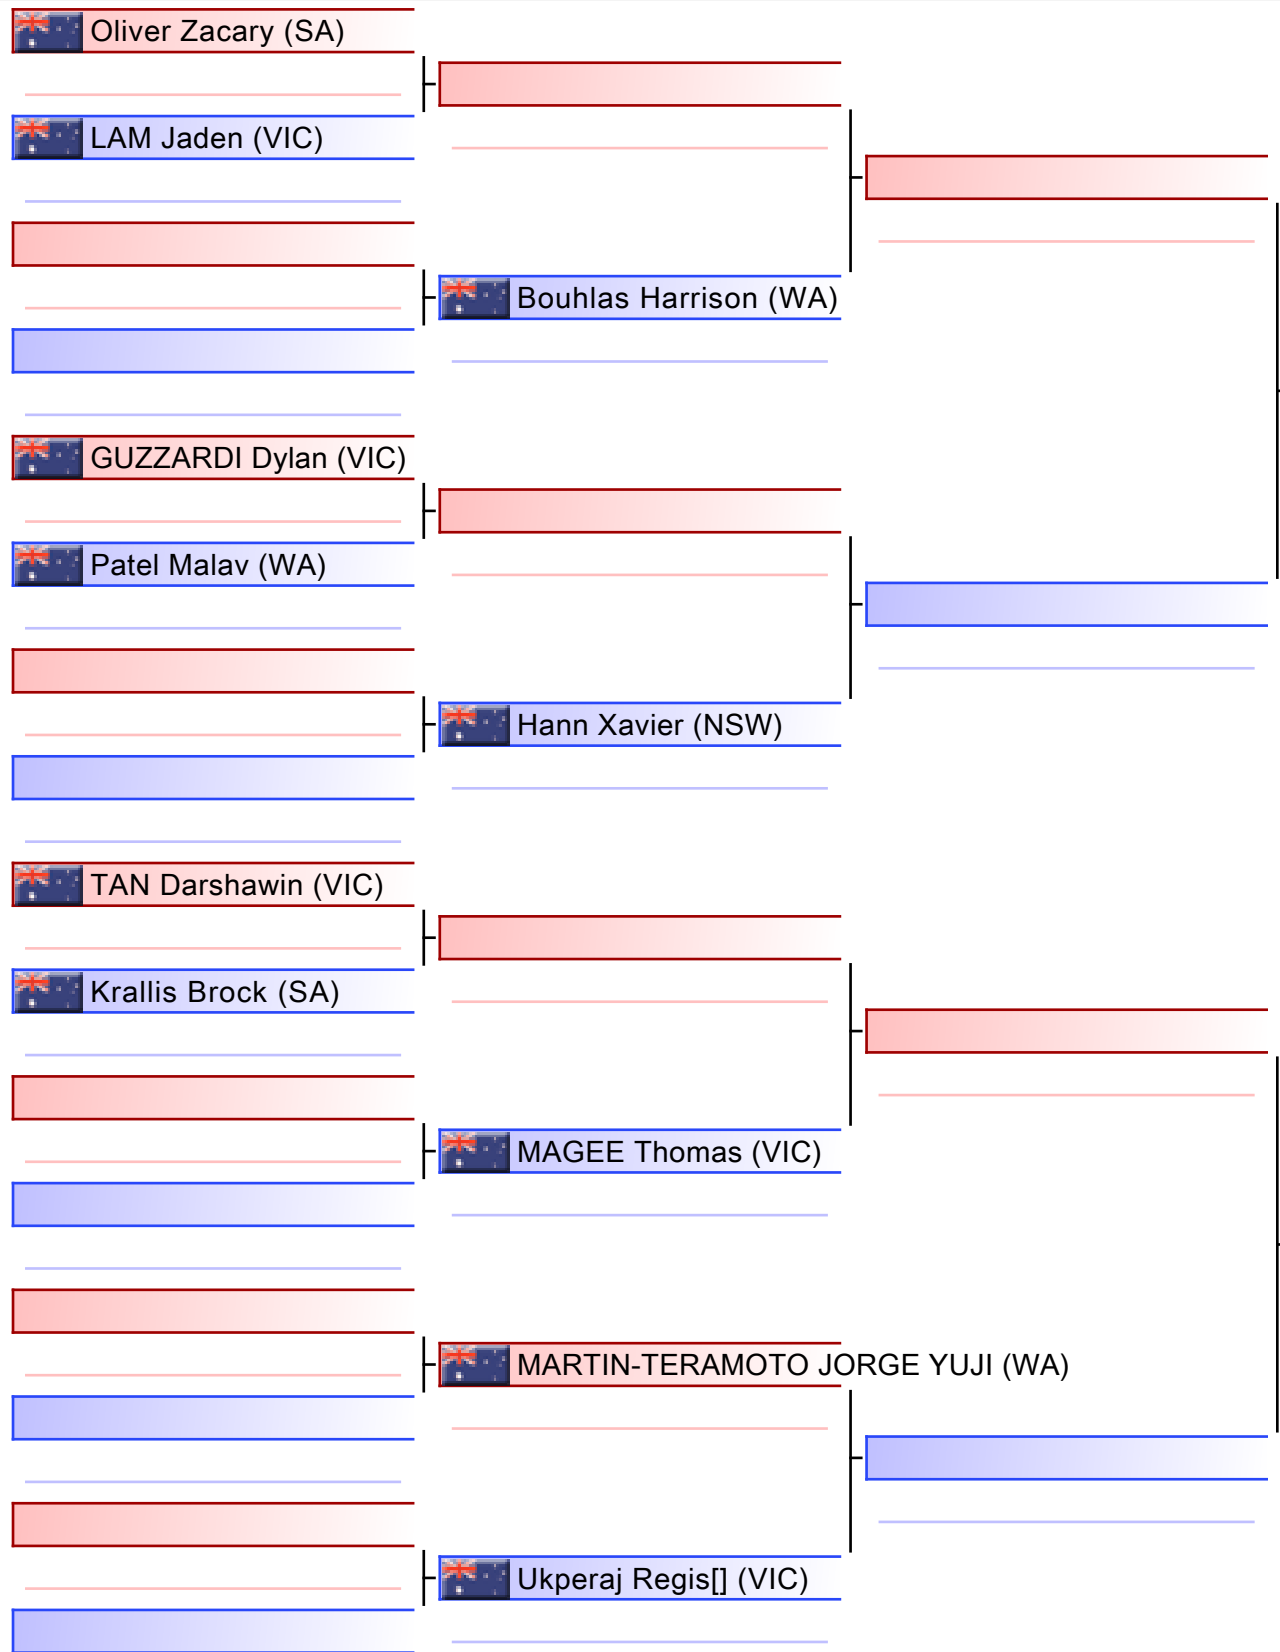 Oliver Zacary (SA)
LAM Jaden (VIC)
Bouhlas Harrison (WA)
GUZZARDI Dylan (VIC)
Patel Malav (WA)
Hann Xavier (NSW)
TAN Darshawin (VIC)
Krallis Brock (SA)
MAGEE Thomas (VIC)
MARTIN-TERAMOTO JORGE YUJI (WA)
Ukperaj Regis[] (VIC)